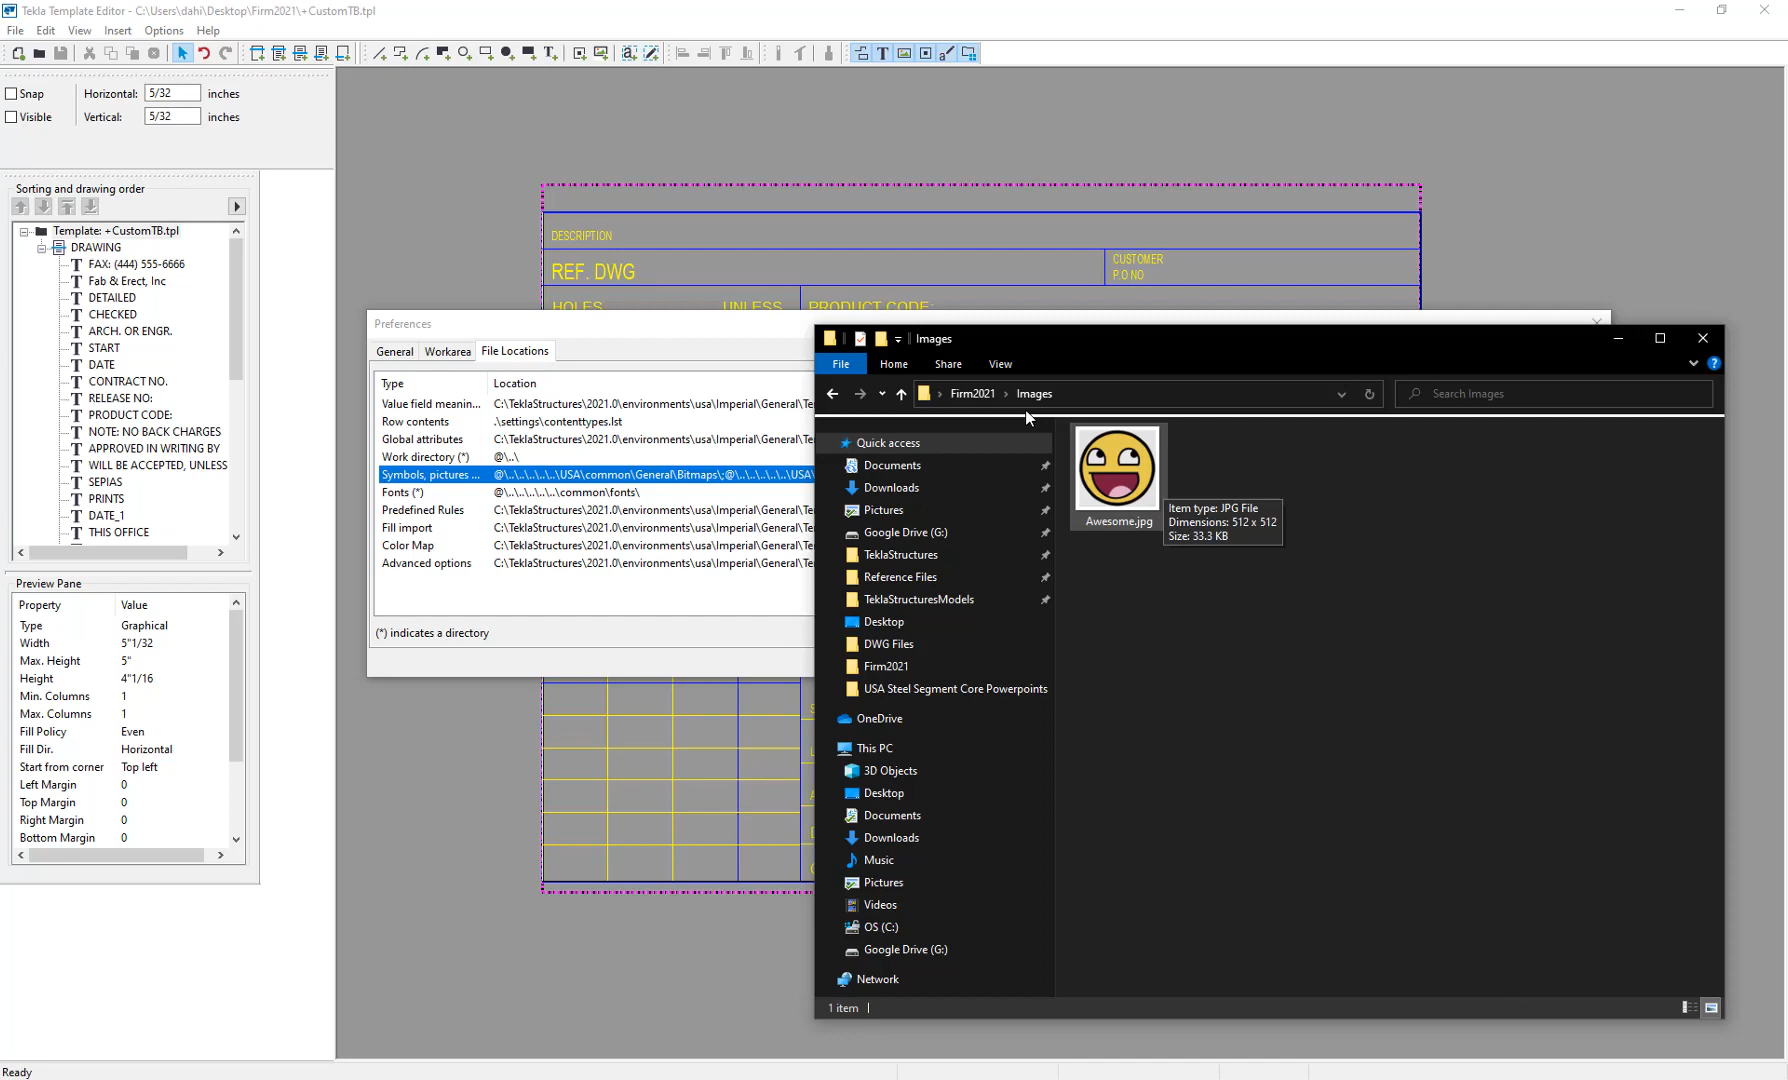 Tekla Template Editor - C:\Users\dahi\Desktop\Firm2021\+CustomTB.tpl
File Edit View Insert Options Help
Snap
Horizontal: 5/32 inches
Visible
Vertical: 5/32 inches
Sorting and drawing order
Template: +CustomTB.tpl
DRAWING
FAX: (444) 555-6666
Fab & Erect, Inc
DETAILED
CHECKED
ARCH. OR ENGR.
START
DATE
CONTRACT NO.
RELEASE NO:
PRODUCT CODE:
NOTE: NO BACK CHARGES
APPROVED IN WRITING BY
WILL BE ACCEPTED, UNLESS
SEPIAS
PRINTS
DATE_1
THIS OFFICE
Preview Pane
Property Value
Type Graphical
Width 5"1/32
Max. Height 5"
Height 4"1/16
Min. Columns 1
Max. Columns 1
Fill Policy Even
Fill Dir. Horizontal
Start from corner Top left
Left Margin 0
Top Margin 0
Right Margin 0
Bottom Margin 0
Ready
DESCRIPTION
REF. DWG
CUSTOMER
P.O NO
HOLES UNLESS PRODUCT CODE:
Preferences
General Workarea File Locations
Type Location
Value field meanin... C:\TeklaStructures\2021.0\environments\usa\Imperial\General\Te
Row contents .\settings\contenttypes.lst
Global attributes C:\TeklaStructures\2021.0\environments\usa\Imperial\General\Te
Work directory (*) @\..\
Symbols, pictures ... @\..\..\..\..\..\USA\common\General\Bitmaps\;@\..\..\..\..\..\USA\
Fonts (*) @\..\..\..\..\..\common\fonts\
Predefined Rules C:\TeklaStructures\2021.0\environments\usa\Imperial\General\Te
Fill import C:\TeklaStructures\2021.0\environments\usa\Imperial\General\Te
Color Map C:\TeklaStructures\2021.0\environments\usa\Imperial\General\Te
Advanced options C:\TeklaStructures\2021.0\environments\usa\Imperial\General\Te
(*) indicates a directory
Images
File Home Share View
Firm2021 > Images
Search Images
Quick access
Documents
Downloads
Pictures
Google Drive (G:)
TeklaStructures
Reference Files
TeklaStructuresModels
Desktop
DWG Files
Firm2021
USA Steel Segment Core Powerpoints
OneDrive
This PC
3D Objects
Desktop
Documents
Downloads
Music
Pictures
Videos
OS (C:)
Google Drive (G:)
Network
Awesome.jpg
Item type: JPG File
Dimensions: 512 x 512
Size: 33.3 KB
1 item